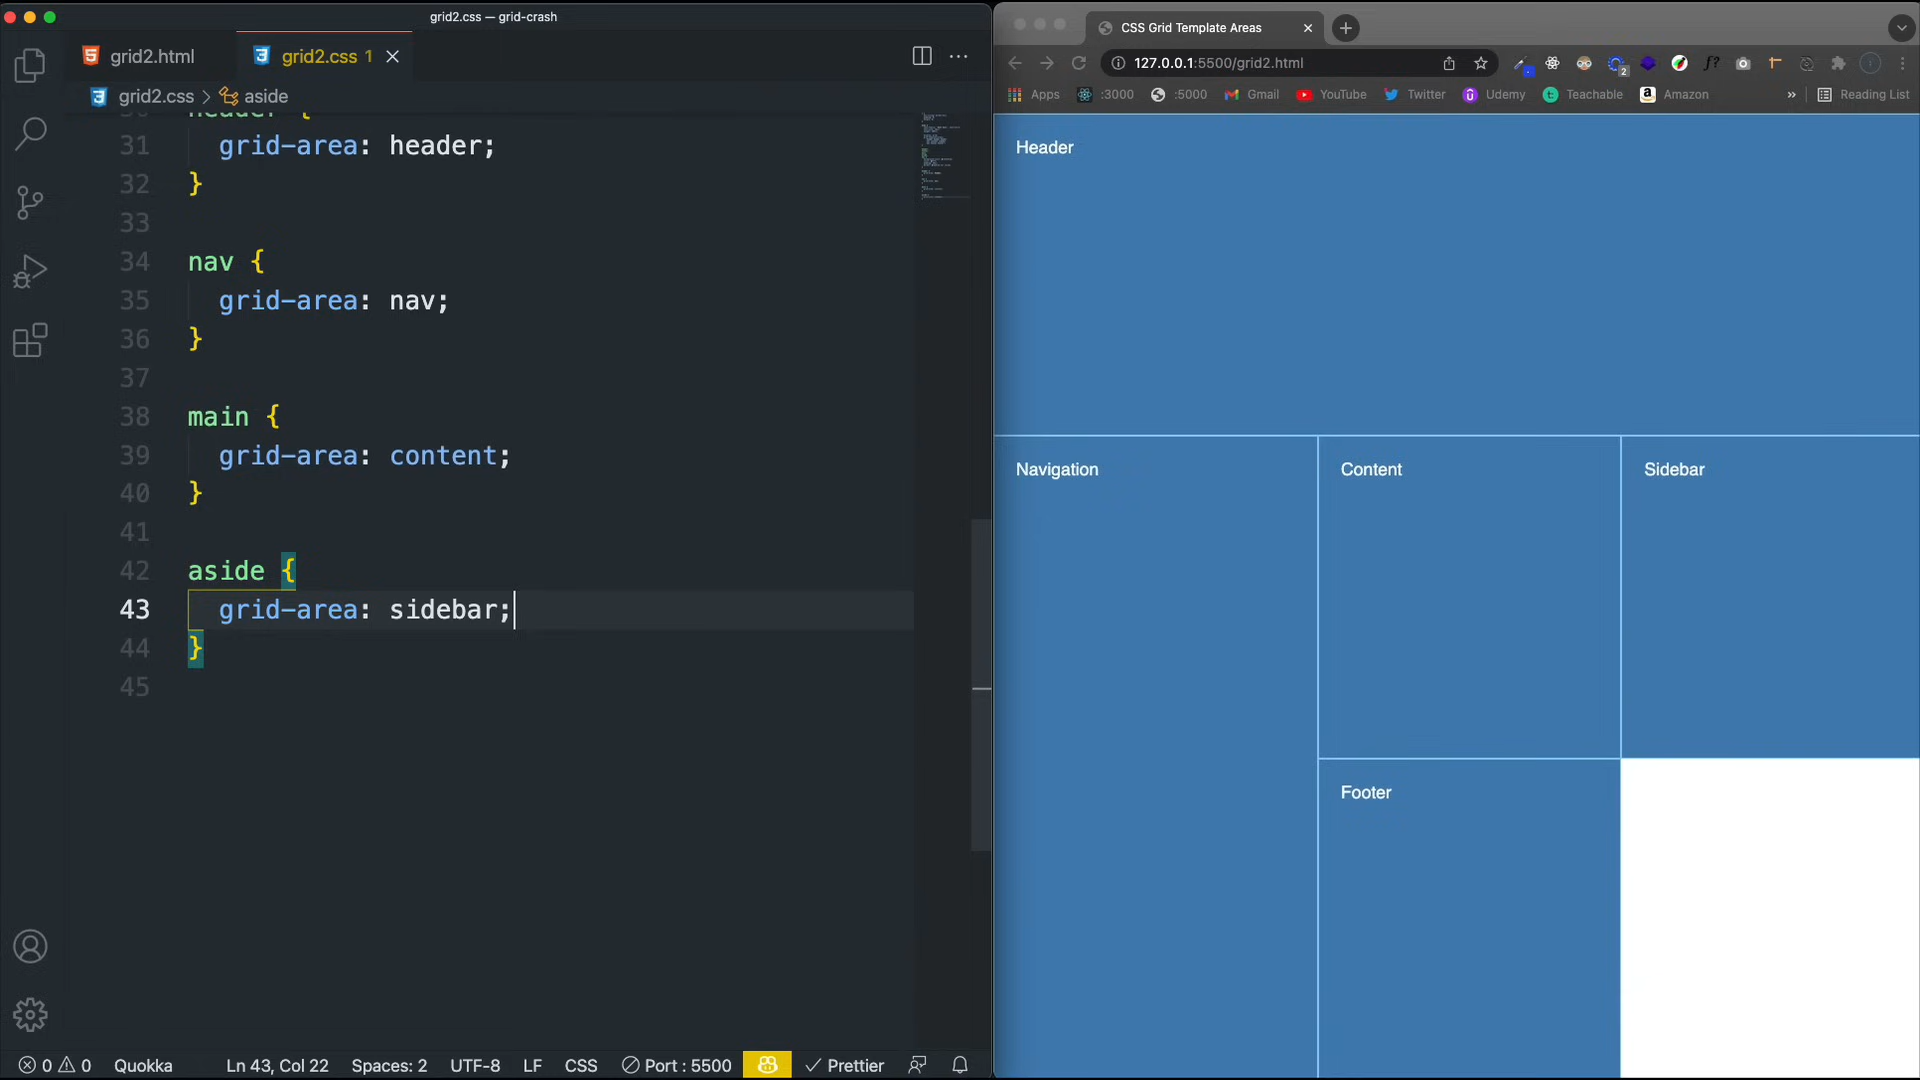 grid2.css — grid-crash
grid2.html
grid2.css 1
grid2.css > aside
30 header {
31 grid-area: header;
32 }
33
34 nav {
35 grid-area: nav;
36 }
37
38 main {
39 grid-area: content;
40 }
41
42 aside {
43 grid-area: sidebar;
44 }
45
0 0 Quokka Ln 43, Col 22 Spaces: 2 UTF-8 LF CSS Port : 5500 Prettier
CSS Grid Template Areas
127.0.0.1:5500/grid2.html
2 f?
Apps :3000 :5000 Gmail YouTube Twitter Udemy Teachable Amazon » Reading List
Header
Navigation
Content
Sidebar
Footer